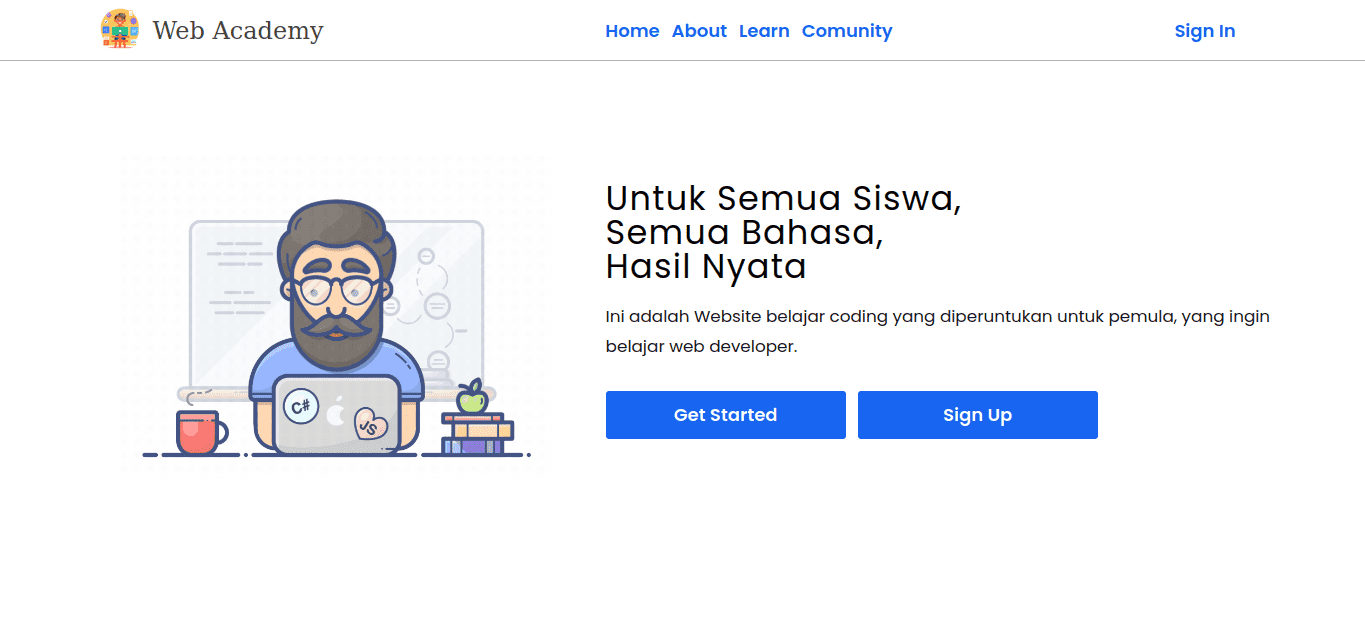 Web Academy
Home About Learn Comunity
Sign In
Untuk Semua Siswa,
Semua Bahasa,
Hasil Nyata
Ini adalah Website belajar coding yang diperuntukan untuk pemula, yang ingin
belajar web developer.
Get Started
Sign Up
C#
JS